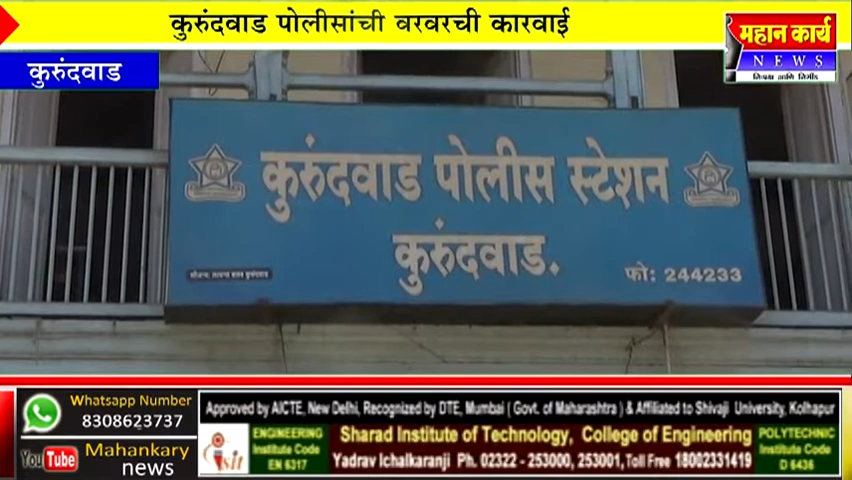 कुरुंदवाड पोलीसांची वरवरची कारवाई
महान कार्य
NEWS
कुरुंदवाड
कुरुंदवाड पोलीस स्टेशन
कुरुंदवाड.
फो: 244233
Whatsapp Number
8308623737
YouTube
Mahankary
news
Approved by AICTE, New Delhi, Recognized by DTE, Mumbai ( Govt. of Maharashtra ) & Affiliated to Shivaji University, Kolhapur
ENGINEERING
Institute Code
EN 6317
Sharad Institute of Technology, College of Engineering
Yadrav Ichalkaranji Ph. 02322 - 253000, 253001, Toll Free 18002331419
POLYTECHNIC
Institute Code
D 6436